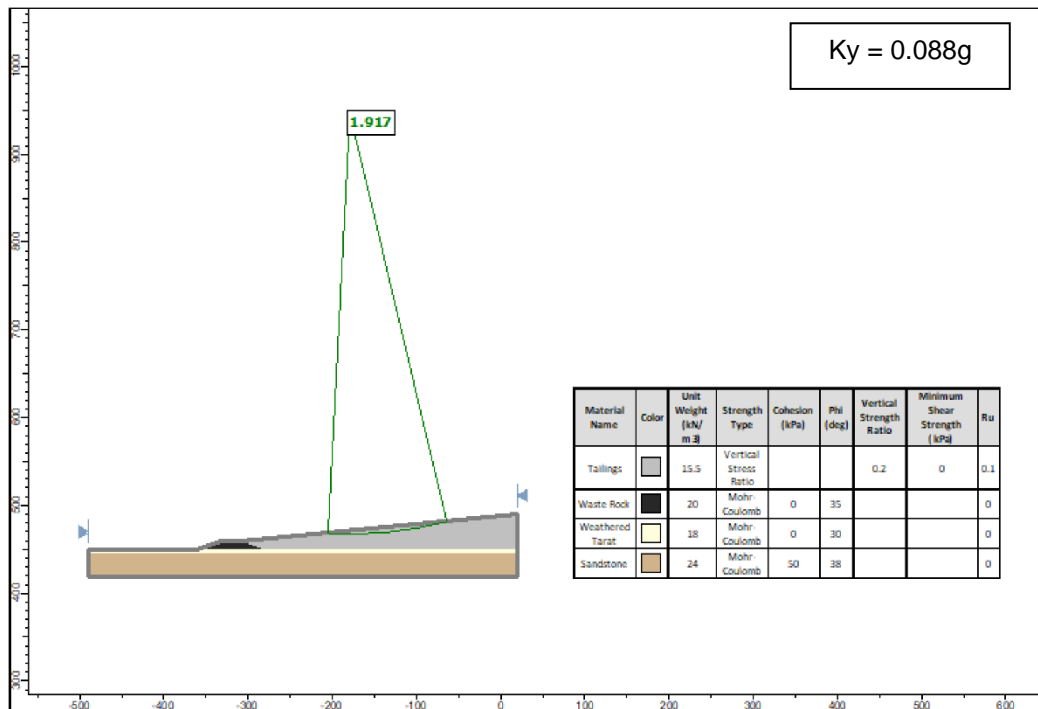 Ky = 0.088g
1.917
1000
900
800
700
600
500
400
300
-500 -400 -300 -200 -100 0 100 200 300 400 500 600
Material Name Color Unit Weight (kN/ m3) Strength Type Cohesion (kPa) Phi (deg) Vertical Strength Ratio Minimum Shear Strength (kPa) Ru
Tailings 15.5 Vertical Stress Ratio 0.2 0 0.1
Waste Rock 20 Mohr-Coulomb 0 35 0
Weathered Tarat 18 Mohr-Coulomb 0 30 0
Sandstone 24 Mohr-Coulomb 50 38 0